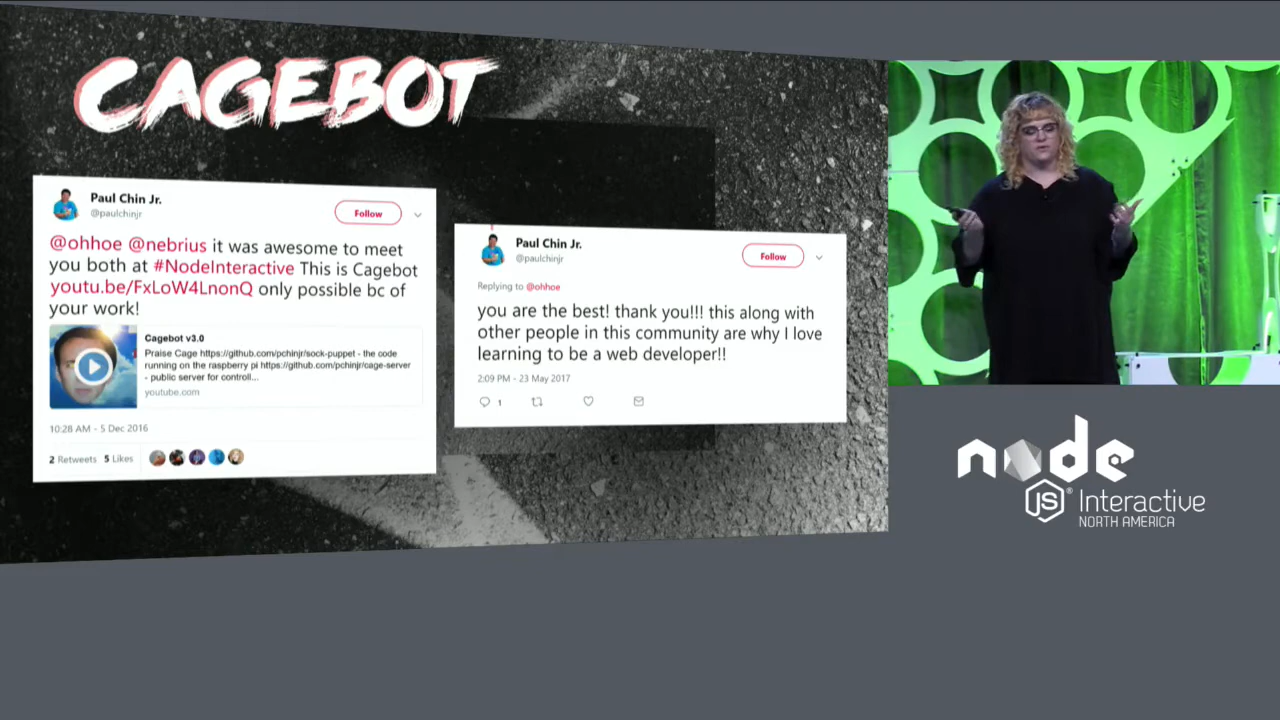 CAGEBOT
Paul Chin Jr.
@paulchinjr
Follow
@ohhoe @nebrius it was awesome to meet
you both at #NodeInteractive This is Cagebot
youtu.be/FxLoW4LnonQ only possible bc of
your work!
Cagebot v3.0
Praise Cage https://github.com/pchinjr/sock-puppet - the code
running on the raspberry pi https://github.com/pchinjr/cage-server
- public server for controll...
youtube.com
10:28 AM - 5 Dec 2016
2 Retweets 5 Likes
Paul Chin Jr.
@paulchinjr
Follow
Replying to @ohhoe
you are the best! thank you!!! this along with
other people in this community are why I love
learning to be a web developer!!
2:09 PM - 23 May 2017
1
node
JS® Interactive
NORTH AMERICA